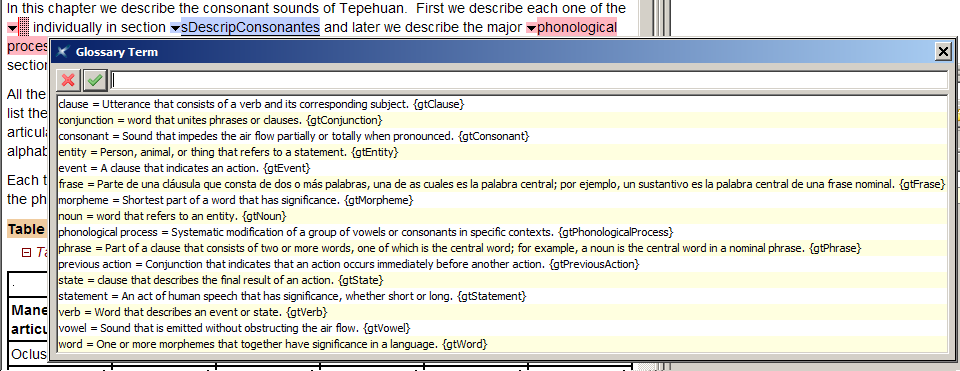 In this chapter we describe the consonant sounds of Tepehuan. First we describe each one of the
individually in section sDescripConsonantes and later we describe the major phonological
proces
section
All the
list the
articula
alphab
Each t
the ph
Table
Ta
Mane
articu
Oclus
Glossary Term
clause = Utterance that consists of a verb and its corresponding subject. {gtClause}
conjunction = word that unites phrases or clauses. {gtConjunction}
consonant = Sound that impedes the air flow partially or totally when pronounced. {gtConsonant}
entity = Person, animal, or thing that refers to a statement. {gtEntity}
event = A clause that indicates an action. {gtEvent}
frase = Parte de una cláusula que consta de dos o más palabras, una de as cuales es la palabra central; por ejemplo, un sustantivo es la palabra central de una frase nominal. {gtFrase}
morpheme = Shortest part of a word that has significance. {gtMorpheme}
noun = word that refers to an entity. {gtNoun}
phonological process = Systematic modification of a group of vowels or consonants in specific contexts. {gtPhonologicalProcess}
phrase = Part of a clause that consists of two or more words, one of which is the central word; for example, a noun is the central word in a nominal phrase. {gtPhrase}
previous action = Conjunction that indicates that an action occurs immediately before another action. {gtPreviousAction}
state = clause that describes the final result of an action. {gtState}
statement = An act of human speech that has significance, whether short or long. {gtStatement}
verb = Word that describes an event or state. {gtVerb}
vowel = Sound that is emitted without obstructing the air flow. {gtVowel}
word = One or more morphemes that together have significance in a language. {gtWord}